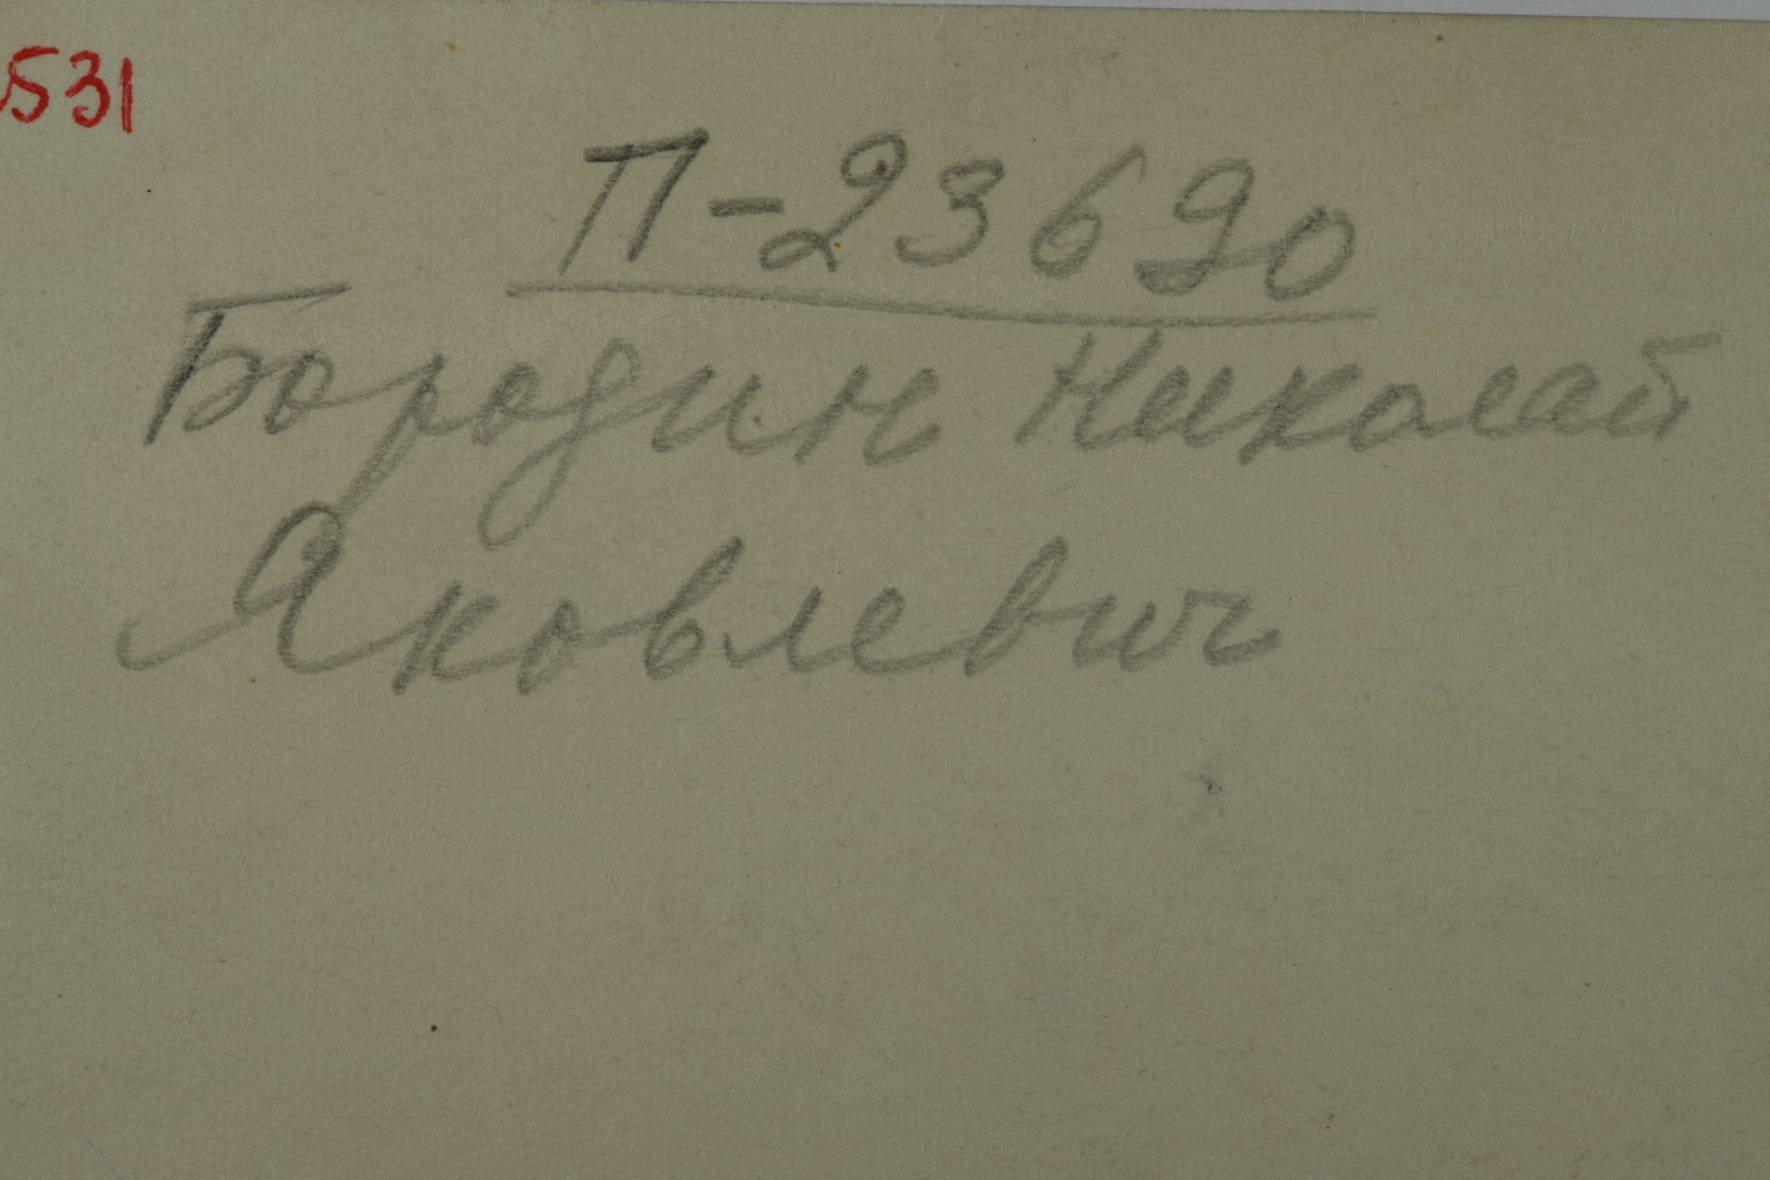 531
П-23690
Бородин Николай
Яковлевич